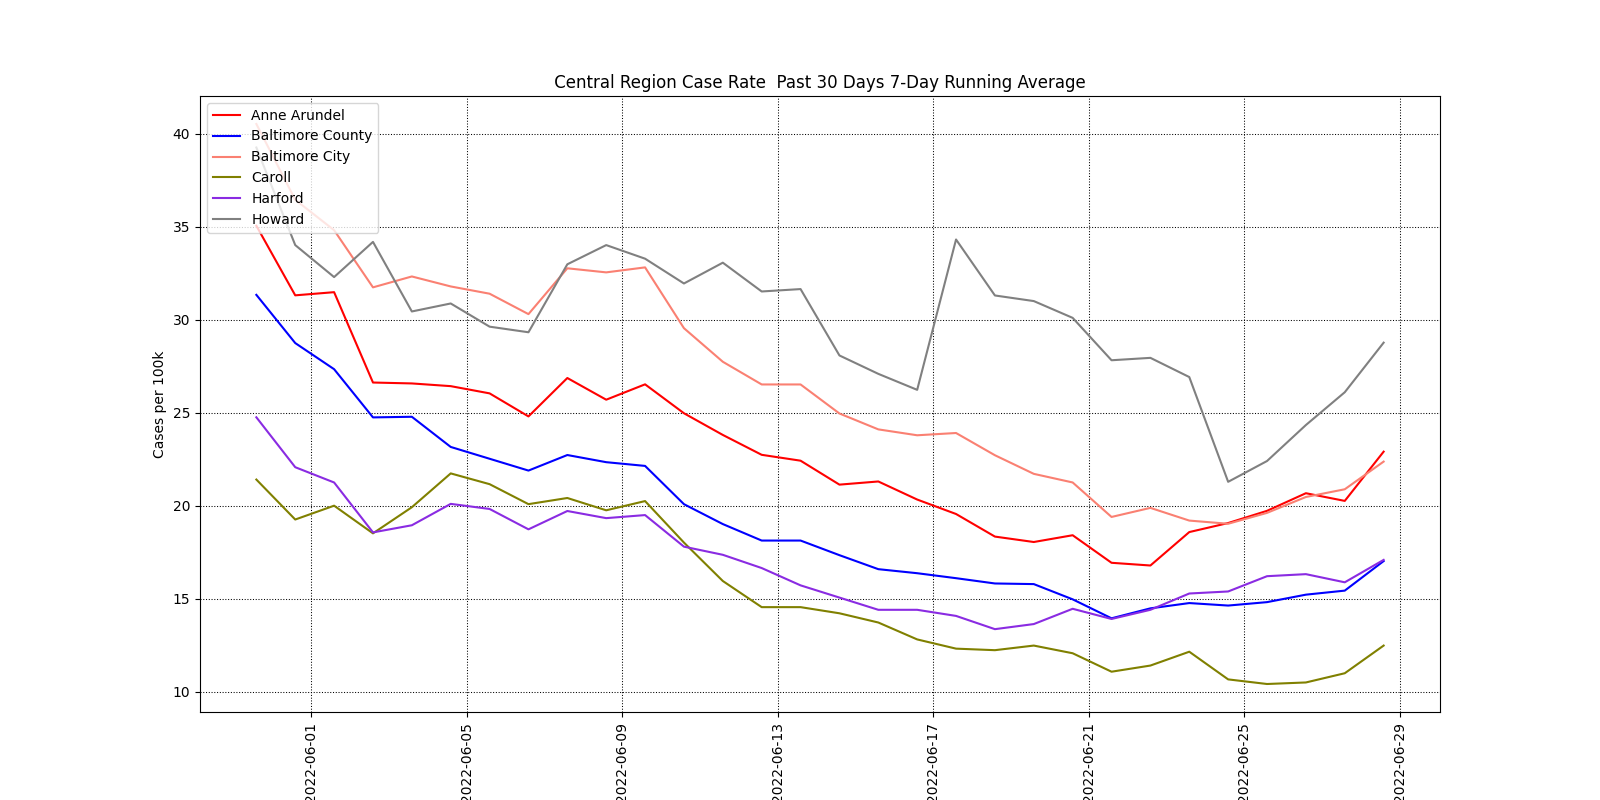 Central Region Case Rate  Past 30 Days 7-Day Running Average
Anne Arundel
Baltimore County
Baltimore City
Caroll
Harford
Howard
Cases per 100k
40
35
30
25
20
15
10
2022-06-01
2022-06-05
2022-06-09
2022-06-13
2022-06-17
2022-06-21
2022-06-25
2022-06-29